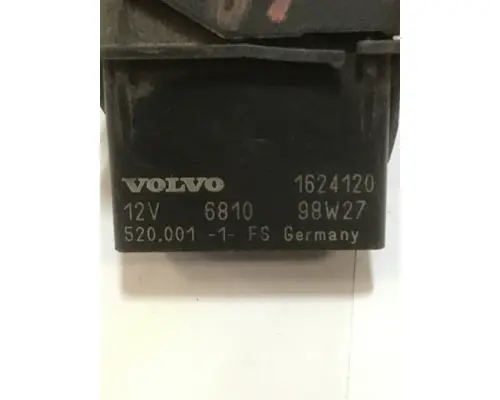 VOLVO 1624120
12V 6810 98W27
520.001 -1- FS Germany